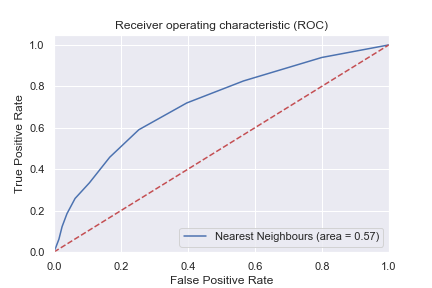 Receiver operating characteristic (ROC)
1.0
0.8
0.6
0.4
0.2
0.0
True Positive Rate
Nearest Neighbours (area = 0.57)
0.0 0.2 0.4 0.6 0.8 1.0
False Positive Rate